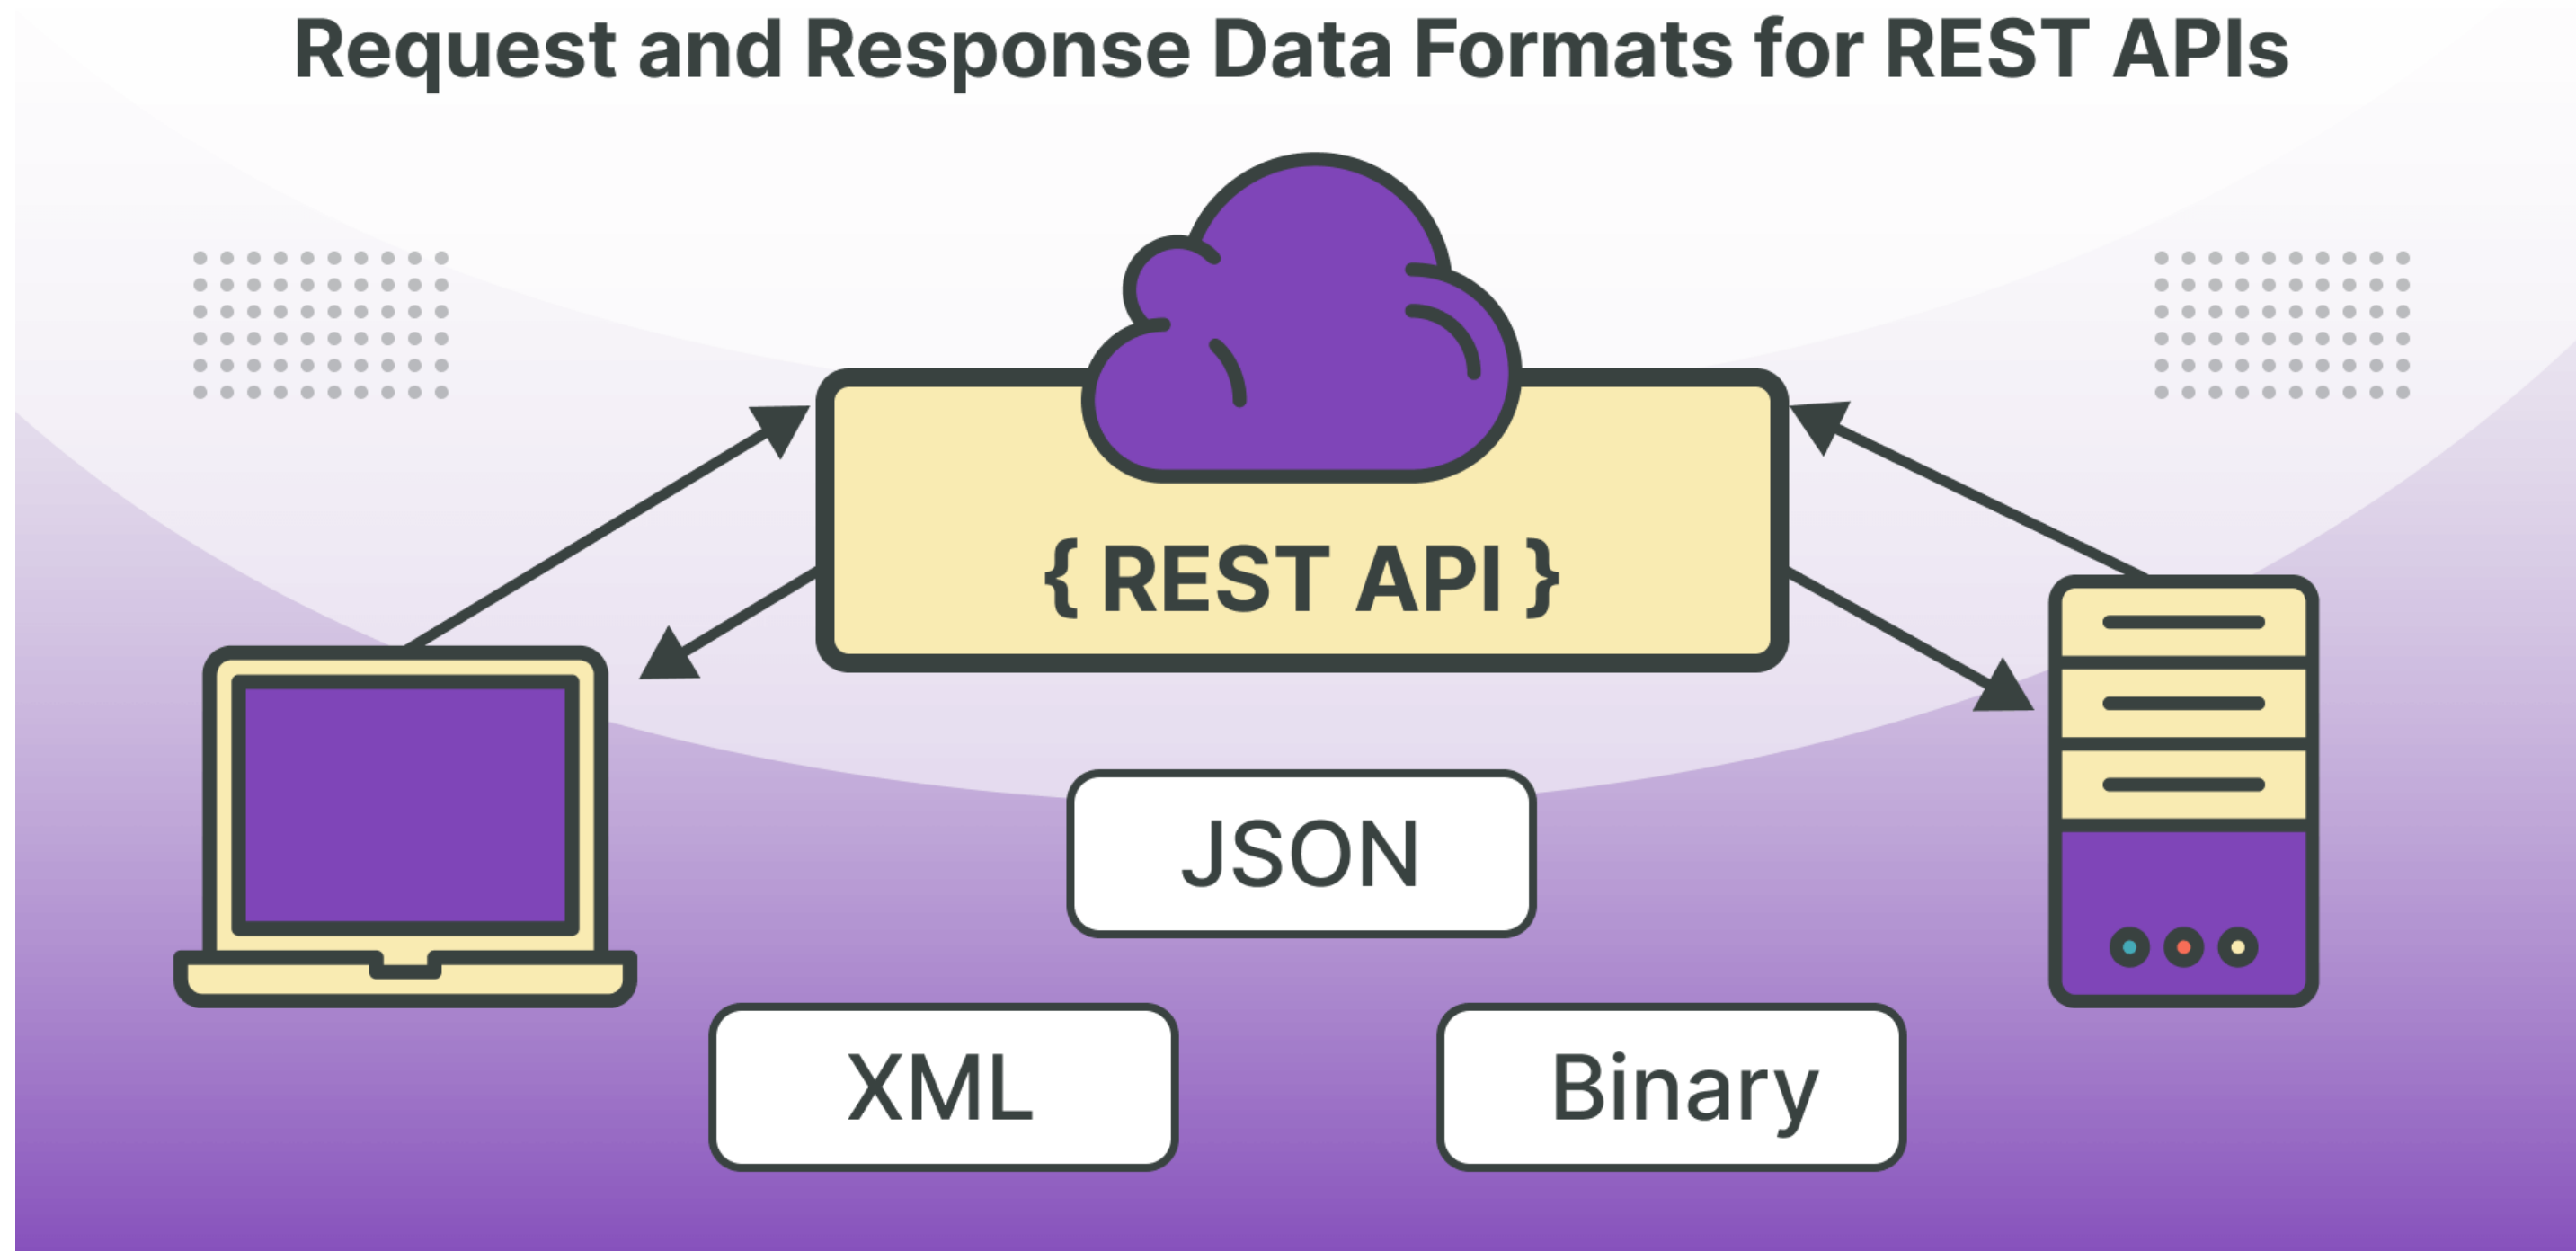 Request and Response Data Formats for REST APIs
{ REST API }
JSON
XML
Binary